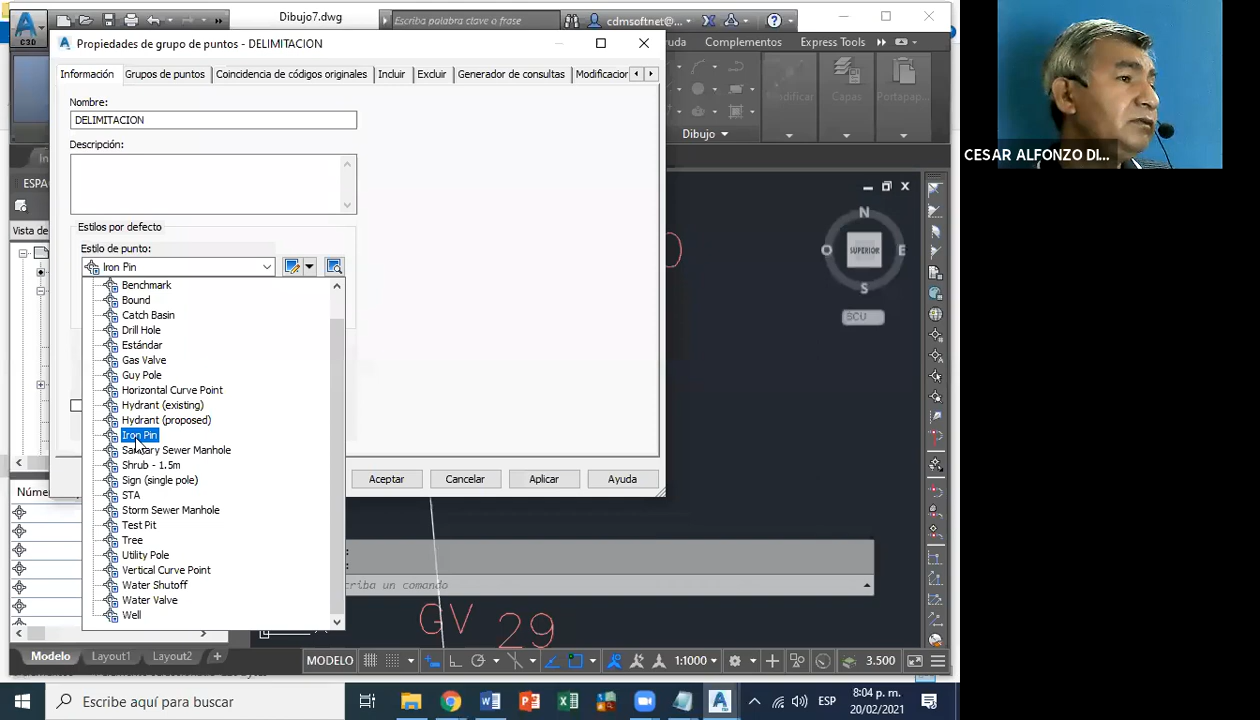 Dibujo7.dwg
Escriba palabra clave o frase
cdmsoftnet@...
C3D
Propiedades de grupo de puntos - DELIMITACION
Complementos
Express Tools
Información
Grupos de puntos
Coincidencia de códigos originales
Incluir
Excluir
Generador de consultas
Modificacior
Modificar
Capas
Portapap...
Dibujo
Nombre:
DELIMITACION
Descripción:
ESPA
Vista de
Estilos por defecto
Estilo de punto:
Iron Pin
Benchmark
Bound
Catch Basin
Drill Hole
Estándar
Gas Valve
Guy Pole
Horizontal Curve Point
Hydrant (existing)
Hydrant (proposed)
Iron Pin
Sanitary Sewer Manhole
Shrub - 1.5m
Sign (single pole)
STA
Storm Sewer Manhole
Test Pit
Tree
Utility Pole
Vertical Curve Point
Water Shutoff
Water Valve
Well
Aceptar
Cancelar
Aplicar
Ayuda
Núme
N
O
SUPERIOR
E
S
SCU
criba un comando
GV 29
Modelo
Layout1
Layout2
+
MODELO
1:1000
3.500
Escribe aquí para buscar
ESP
8:04 p. m.
20/02/2021
CESAR ALFONZO DI...